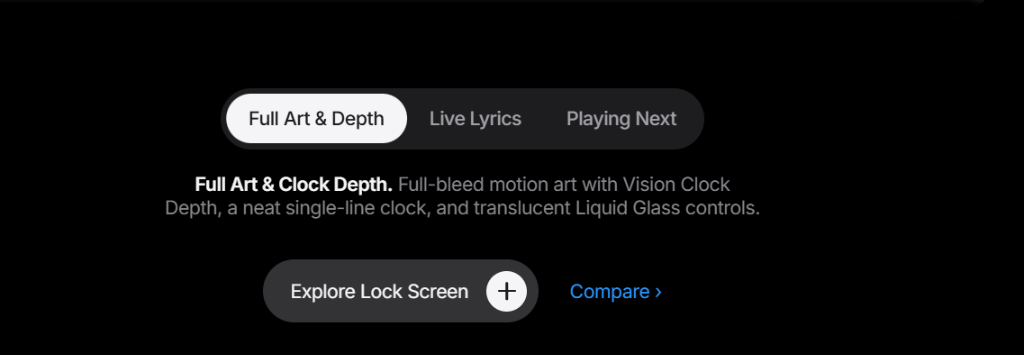 Full Art & Depth
Live Lyrics
Playing Next
Full Art & Clock Depth. Full-bleed motion art with Vision Clock
Depth, a neat single-line clock, and translucent Liquid Glass controls.
Explore Lock Screen
Compare ›